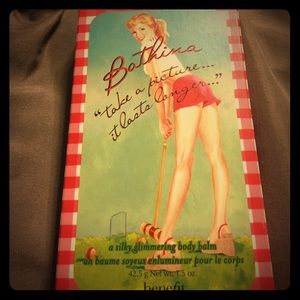 Bathina
"take a picture...
it lasts longer..."
a silky, glimmering body balm
un baume soyeux enlumineur pour le corps
42.5 g Net wt. 1.5 oz.
benefit